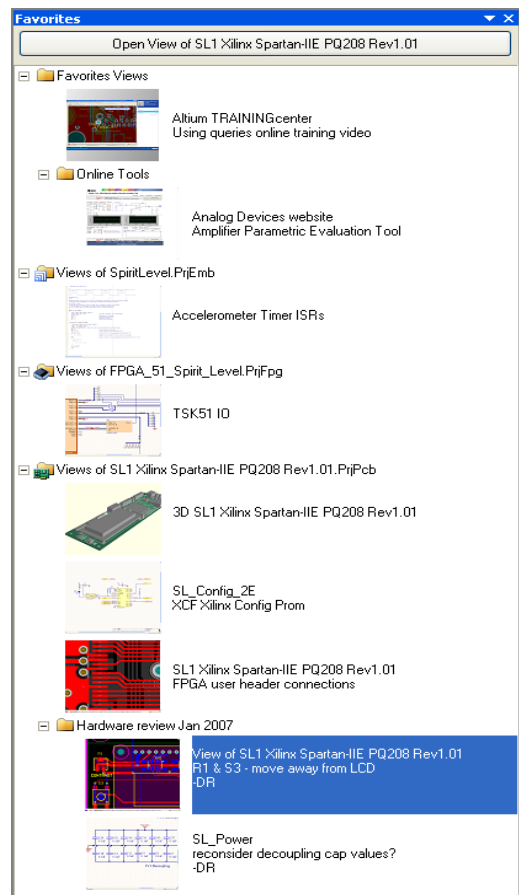 Favorites
Open View of SL1 Xilinx Spartan-IIE PQ208 Rev1.01
Favorites Views
Altium TRAININGcenter
Using queries online training video
Online Tools
Analog Devices website
Amplifier Parametric Evaluation Tool
Views of SpiritLevel.PrjEmb
Accelerometer Timer ISRs
Views of FPGA_51_Spirit_Level.PrjFpg
TSK51 IO
Views of SL1 Xilinx Spartan-IIE PQ208 Rev1.01.PrjPcb
3D SL1 Xilinx Spartan-IIE PQ208 Rev1.01
SL_Config_2E
XCF Xilinx Config Prom
SL1 Xilinx Spartan-IIE PQ208 Rev1.01
FPGA user header connections
Hardware review Jan 2007
View of SL1 Xilinx Spartan-IIE PQ208 Rev1.01
R1 & S3 - move away from LCD
-DR
SL_Power
reconsider decoupling cap values?
-DR